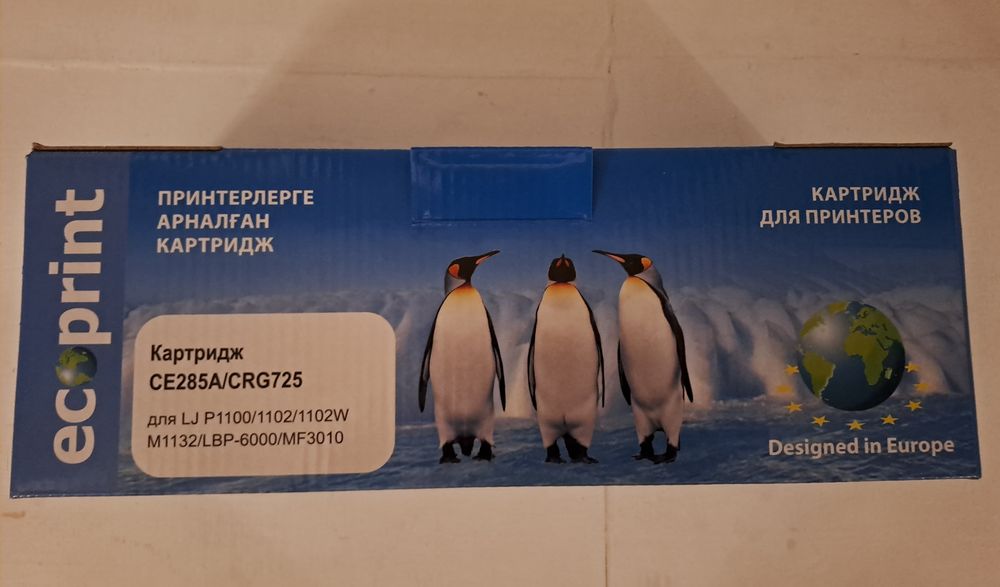 ecoprint
ПРИНТЕРЛЕРГЕ
АРНАЛҒАН
КАРТРИДЖ
КАРТРИДЖ
ДЛЯ ПРИНТЕРОВ
Картридж
CE285A/CRG725
для LJ P1100/1102/1102W
M1132/LBP-6000/MF3010
Designed in Europe